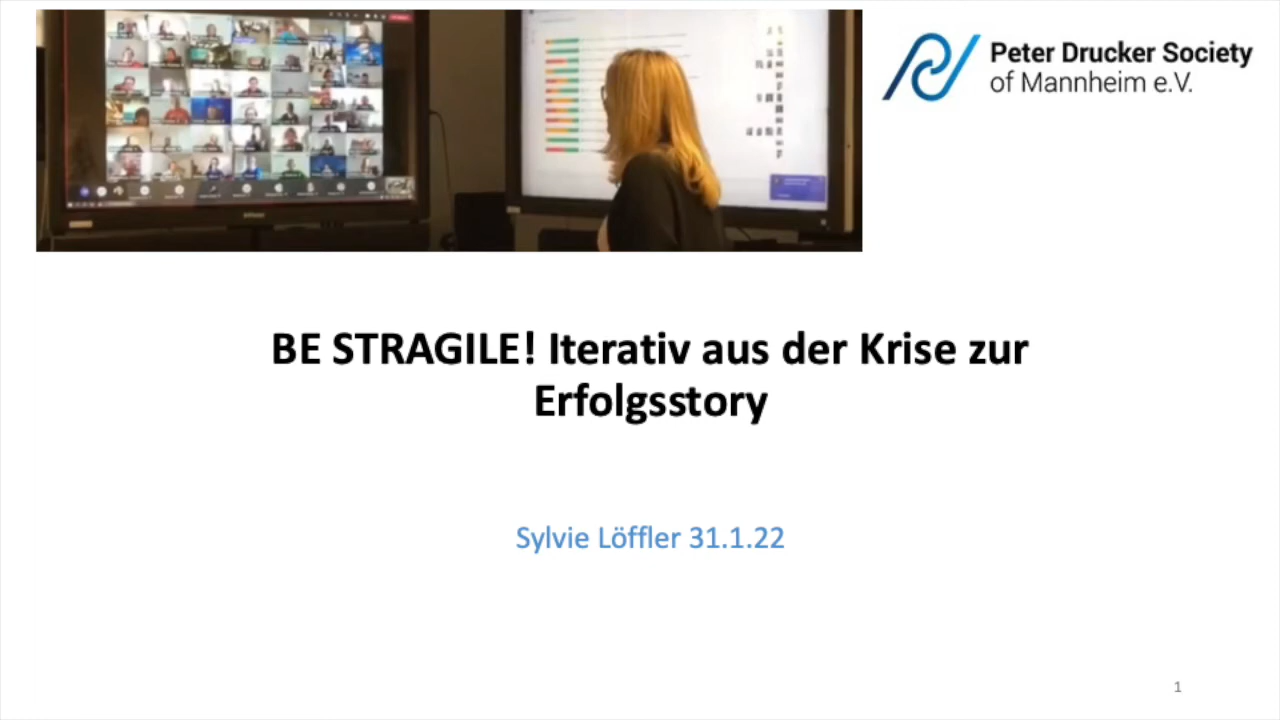 Peter Drucker Society
of Mannheim e.V.
BE STRAGILE! Iterativ aus der Krise zur
Erfolgsstory
Sylvie Löffler 31.1.22
1